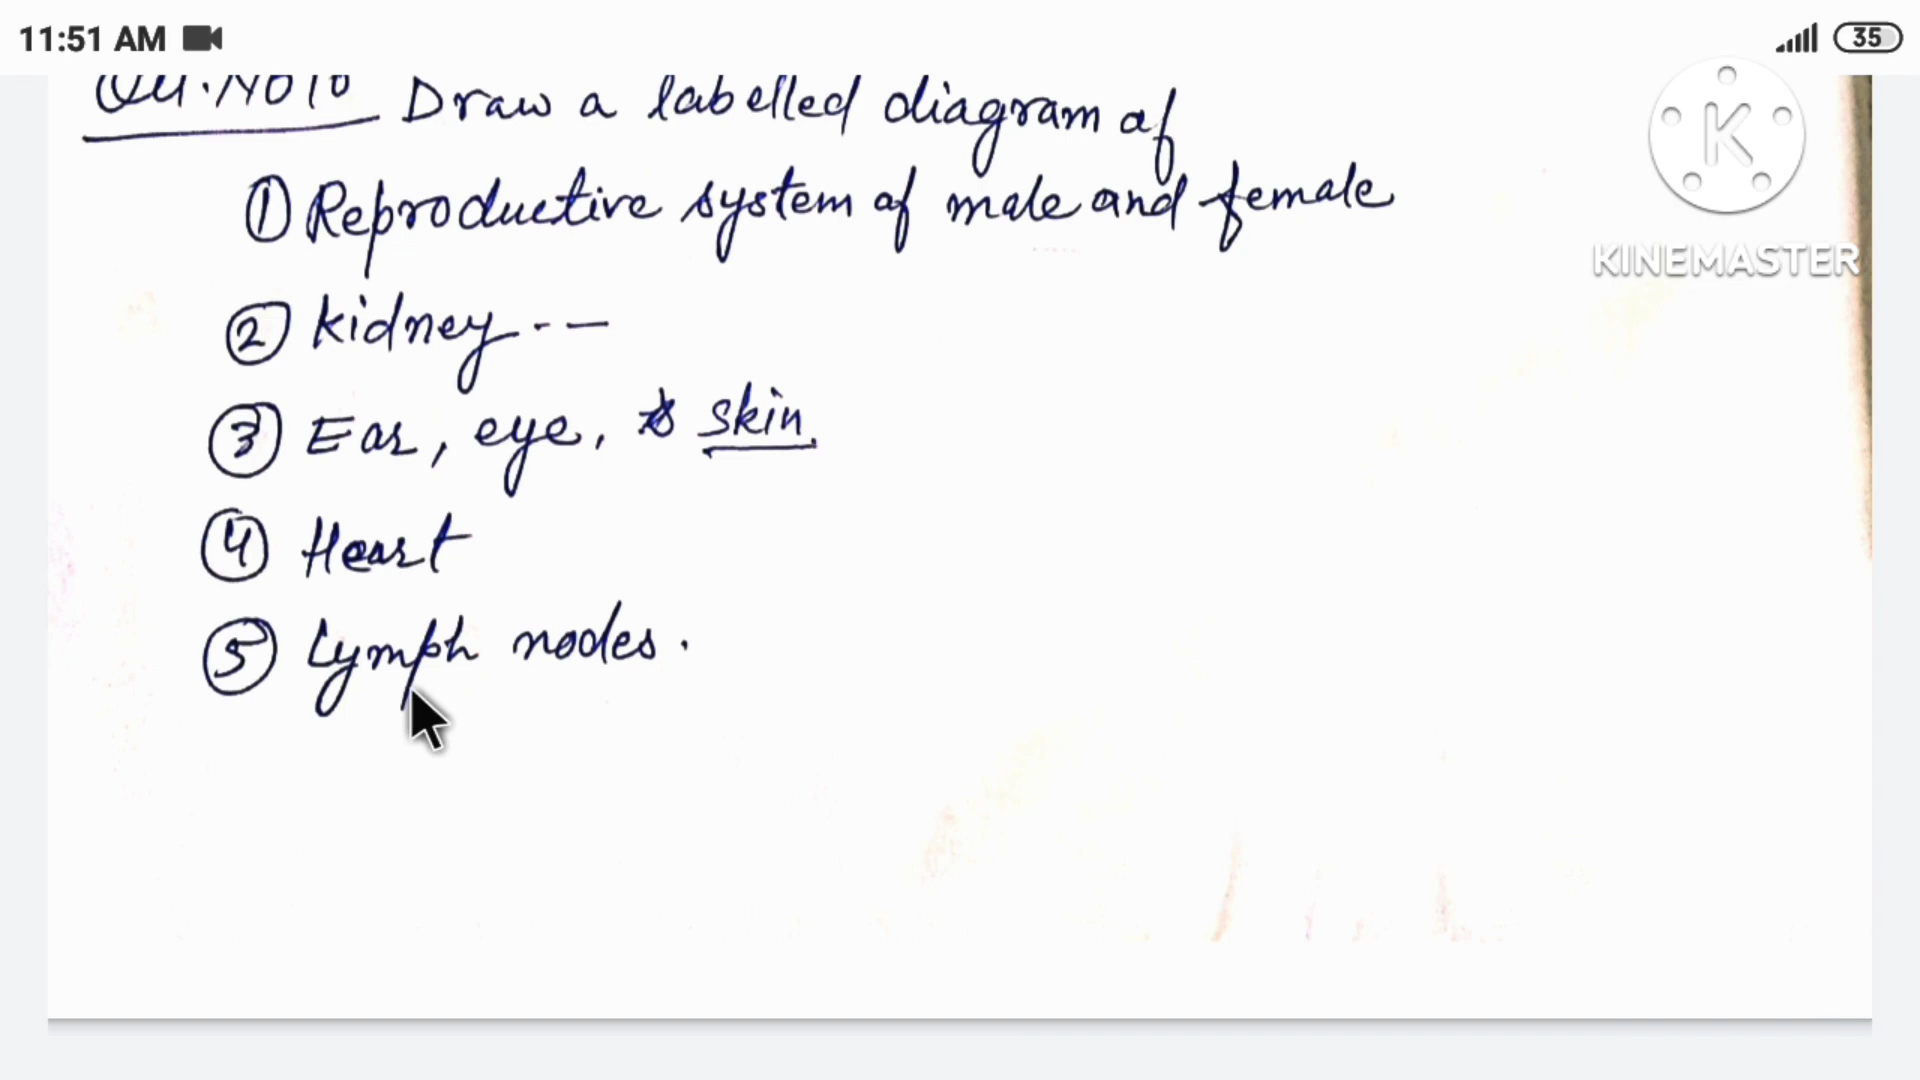 11:51 AM
35
Qu.No10 Draw a labelled diagram of
K
① Reproductive system of male and female
KINEMASTER
② kidney - - —
③ Ear, eye, & skin.
④ Heart
⑤ Lymph nodes.